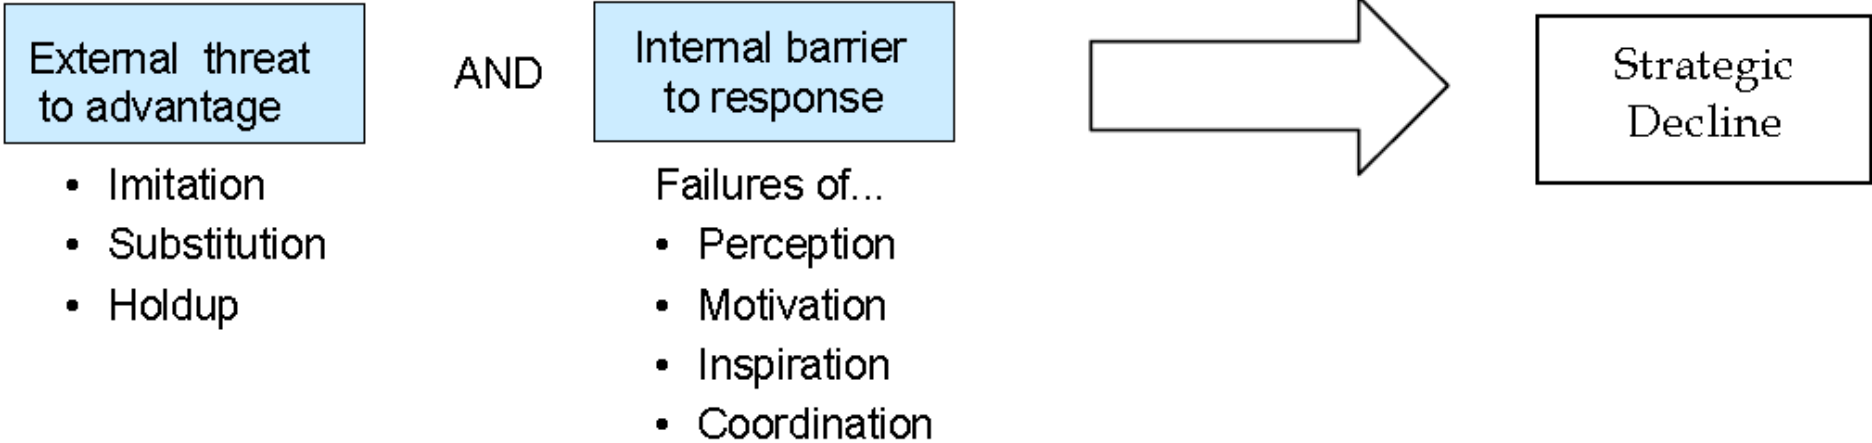 External threat
to advantage
• Imitation
• Substitution
• Holdup
AND
Internal barrier
to response
Failures of...
• Perception
• Motivation
• Inspiration
• Coordination
Strategic
Decline